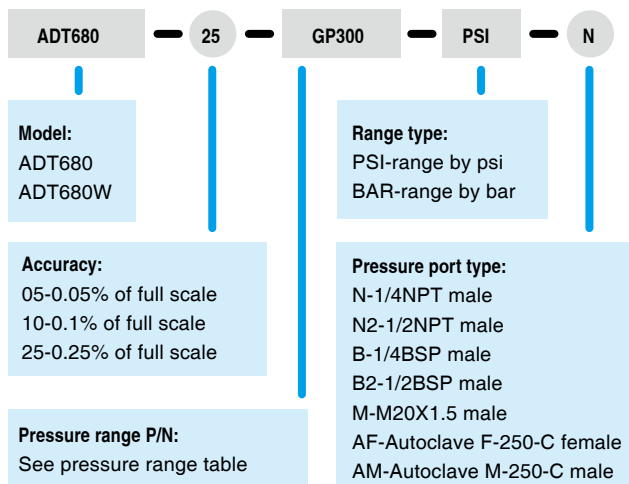 ADT680 25 GP300 PSI N
Model:
ADT680
ADT680W
Range type:
PSI-range by psi
BAR-range by bar
Accuracy:
05-0.05% of full scale
10-0.1% of full scale
25-0.25% of full scale
Pressure port type:
N-1/4NPT male
N2-1/2NPT male
B-1/4BSP male
B2-1/2BSP male
M-M20X1.5 male
AF-Autoclave F-250-C female
AM-Autoclave M-250-C male
Pressure range P/N:
See pressure range table